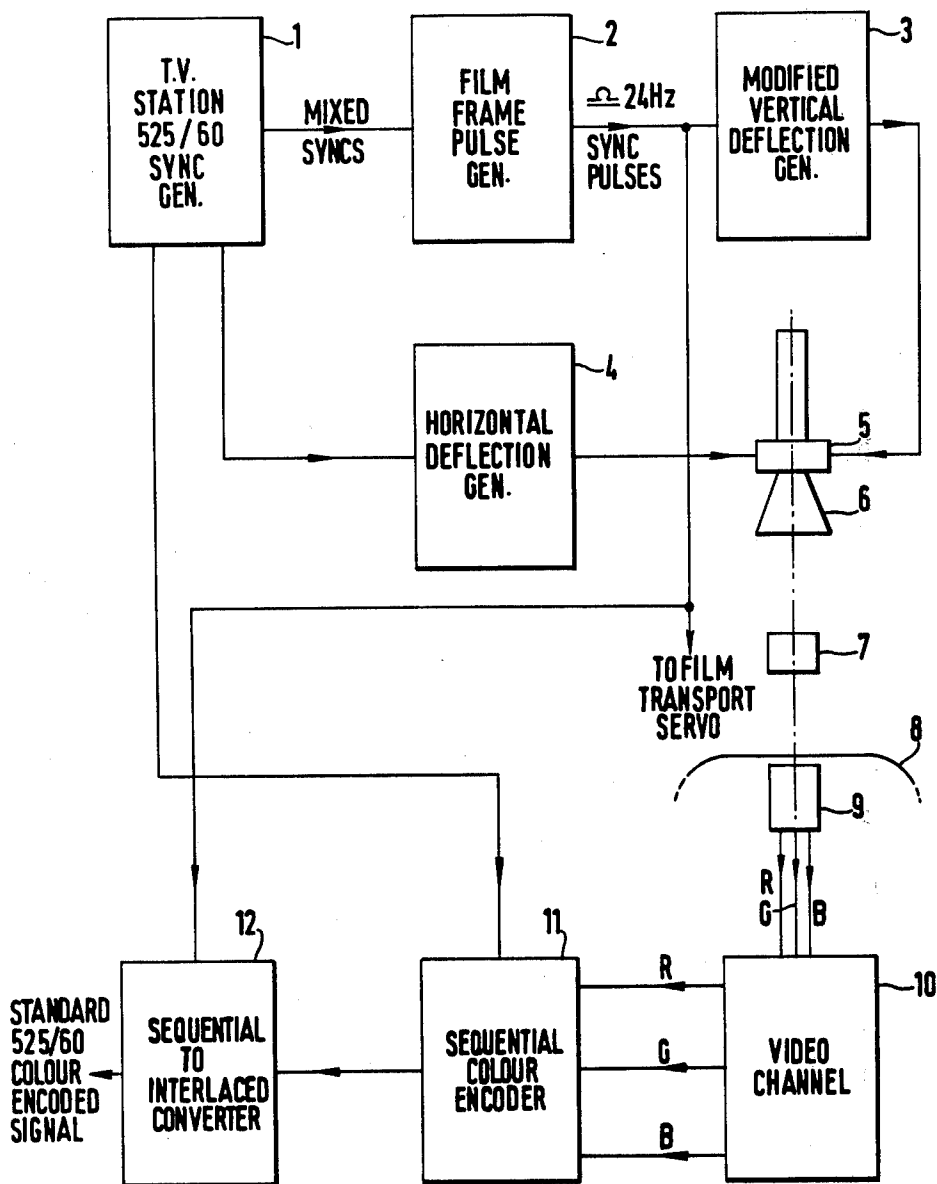 1
T.V.
STATION
525/60
SYNC
GEN.
MIXED
SYNCS
2
FILM
FRAME
PULSE
GEN.
≏ 24Hz
SYNC
PULSES
3
MODIFIED
VERTICAL
DEFLECTION
GEN.
4
HORIZONTAL
DEFLECTION
GEN.
5
6
7
TO FILM
TRANSPORT
SERVO
8
9
R
G
B
12
SEQUENTIAL
TO
INTERLACED
CONVERTER
STANDARD
525/60
COLOUR
ENCODED
SIGNAL
11
SEQUENTIAL
COLOUR
ENCODER
R
G
B
10
VIDEO
CHANNEL